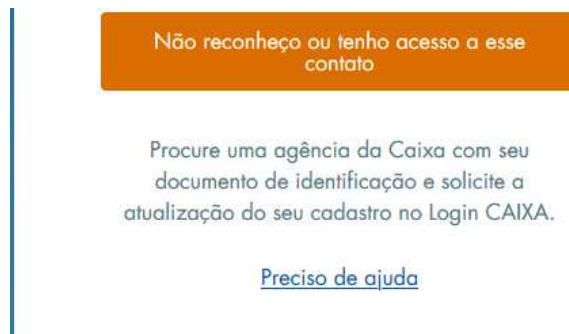 Não reconheço ou tenho acesso a esse
contato
Procure uma agência da Caixa com seu
documento de identificação e solicite a
atualização do seu cadastro no Login CAIXA.
Preciso de ajuda